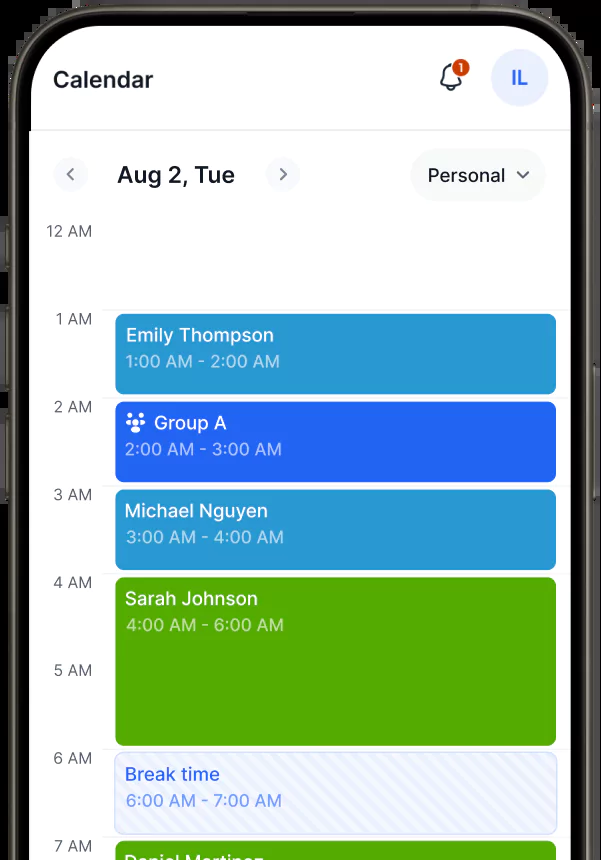 Calendar
1
IL
Aug 2, Tue
Personal
12 AM
1 AM
Emily Thompson
1:00 AM - 2:00 AM
2 AM
Group A
2:00 AM - 3:00 AM
3 AM
Michael Nguyen
3:00 AM - 4:00 AM
4 AM
Sarah Johnson
4:00 AM - 6:00 AM
5 AM
6 AM
Break time
6:00 AM - 7:00 AM
7 AM
Daniel Martinez